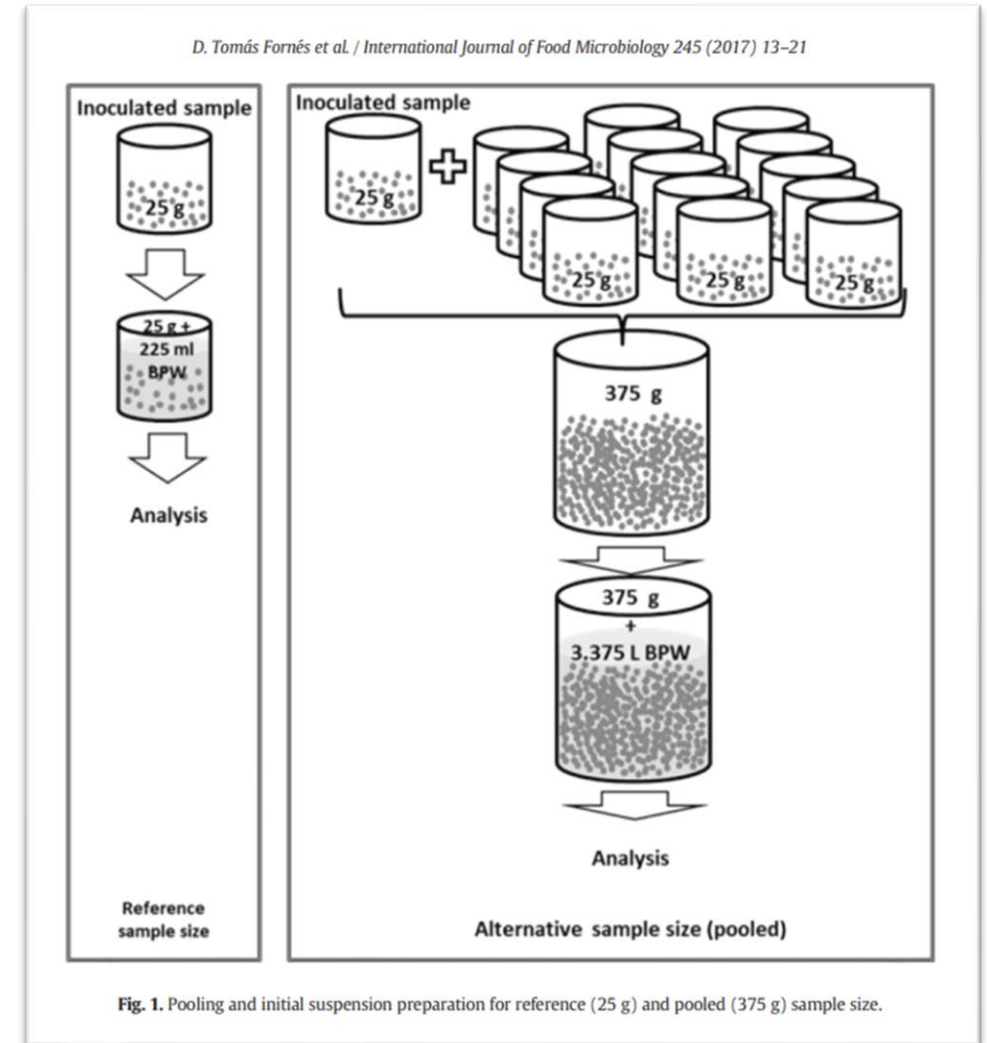 D. Tomás Fornés et al. / International Journal of Food Microbiology 245 (2017) 13–21
Inoculated sample
25 g
25 g +
225 ml
BPW
Analysis
Reference
sample size
Inoculated sample
25 g
25 g
25 g
25 g
375 g
375 g
+
3.375 L BPW
Analysis
Alternative sample size (pooled)
Fig. 1. Pooling and initial suspension preparation for reference (25 g) and pooled (375 g) sample size.